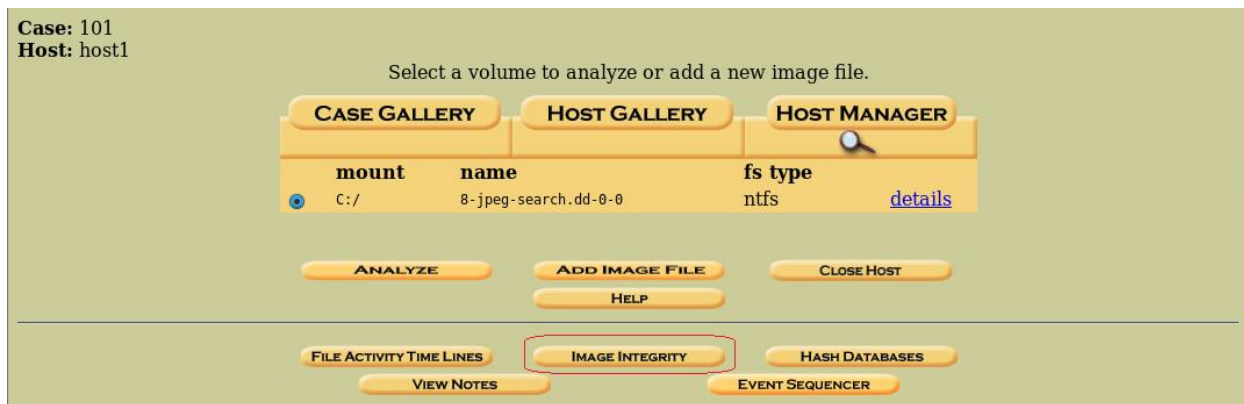 Case: 101
Host: host1
Select a volume to analyze or add a new image file.
CASE GALLERY HOST GALLERY HOST MANAGER
mount name fs type
C:/ 8-jpeg-search.dd-0-0 ntfs details
ANALYZE ADD IMAGE FILE CLOSE HOST
HELP
FILE ACTIVITY TIME LINES IMAGE INTEGRITY HASH DATABASES
VIEW NOTES EVENT SEQUENCER